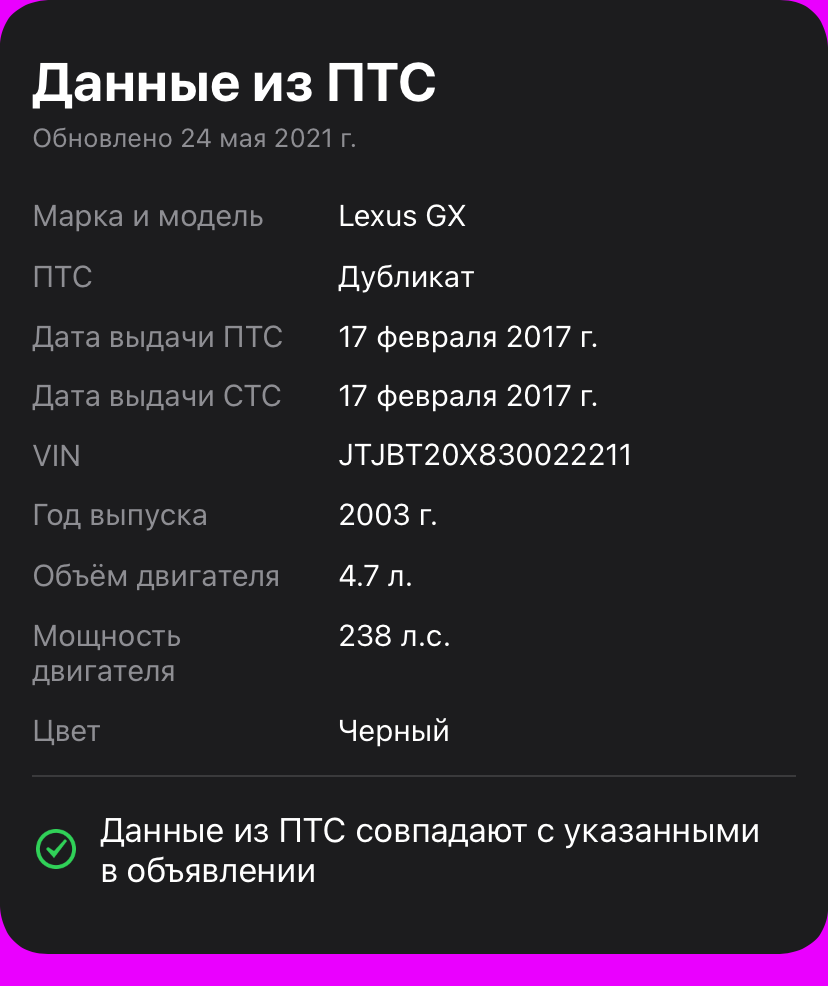 Данные из ПТС
Обновлено 24 мая 2021 г.
Марка и модель Lexus GX
ПТС Дубликат
Дата выдачи ПТС 17 февраля 2017 г.
Дата выдачи СТС 17 февраля 2017 г.
VIN JTJBT20X830022211
Год выпуска 2003 г.
Объём двигателя 4.7 л.
Мощность 238 л.с.
двигателя
Цвет Черный
Данные из ПТС совпадают с указанными
в объявлении